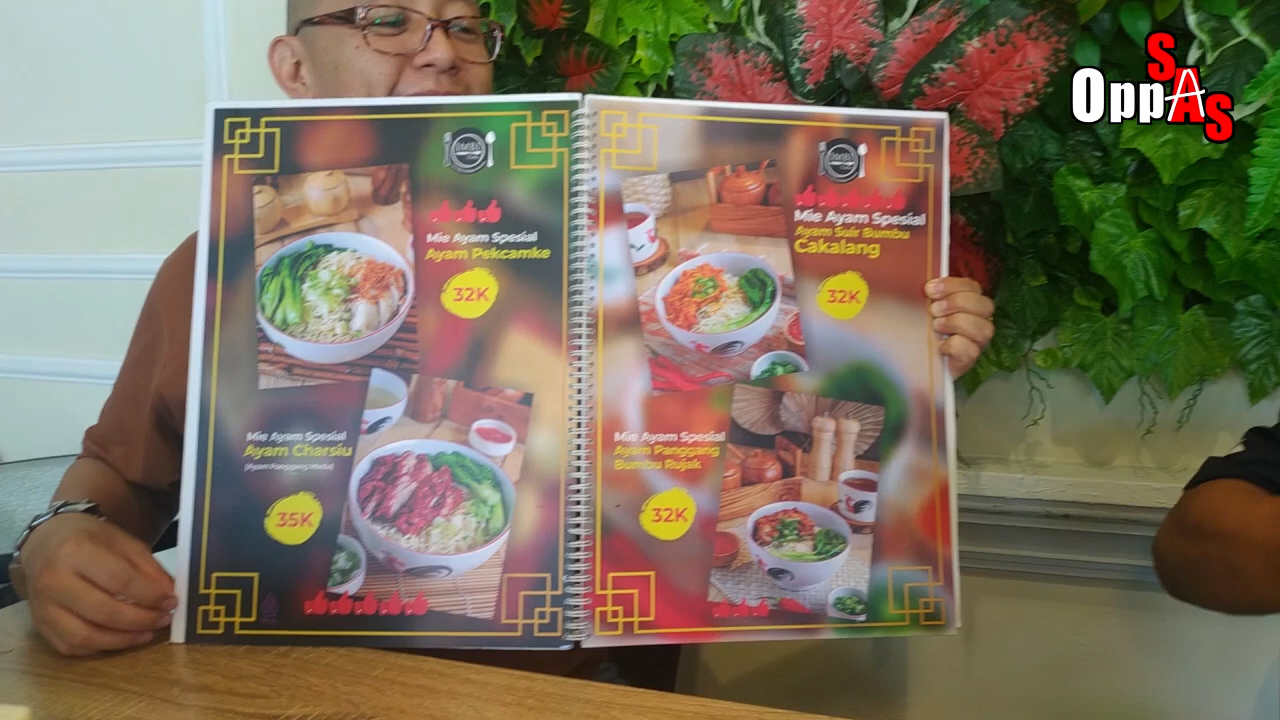 S
OppAS
S
Mie Ayam Spesial
Ayam Pekcamke
32K
Mie Ayam Spesial
Ayam Charsiu
(Ayam Panggang Madu)
35K
Mie Ayam Spesial
Ayam Suir Bumbu
Cakalang
32K
Mie Ayam Spesial
Ayam Panggang
Bumbu Rujak
32K